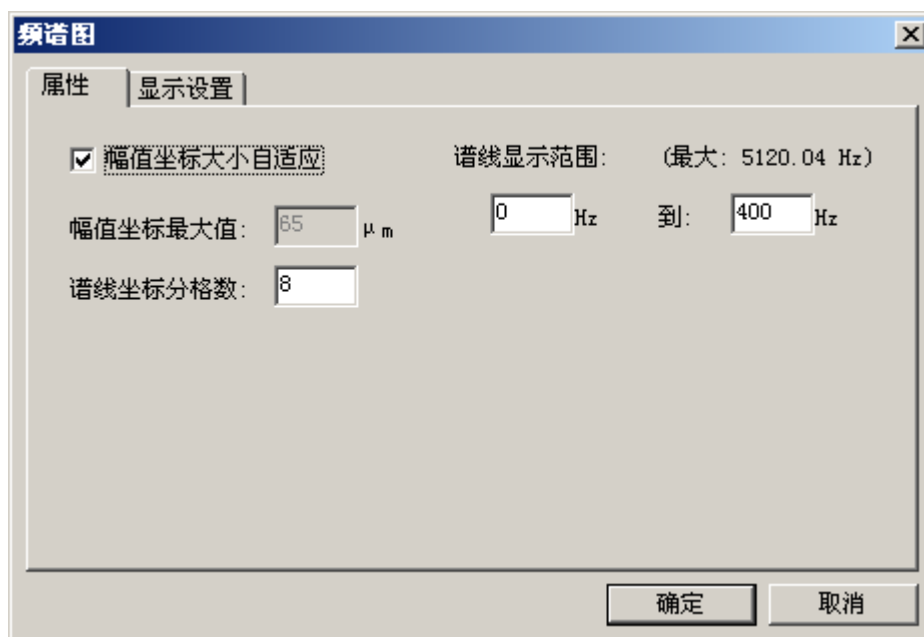 频谱图
属性 显示设置
幅值坐标大小自适应 谱线显示范围: (最大: 5120.04 Hz)
幅值坐标最大值: 65 μm 0 Hz 到: 400 Hz
谱线坐标分格数: 8
确定 取消